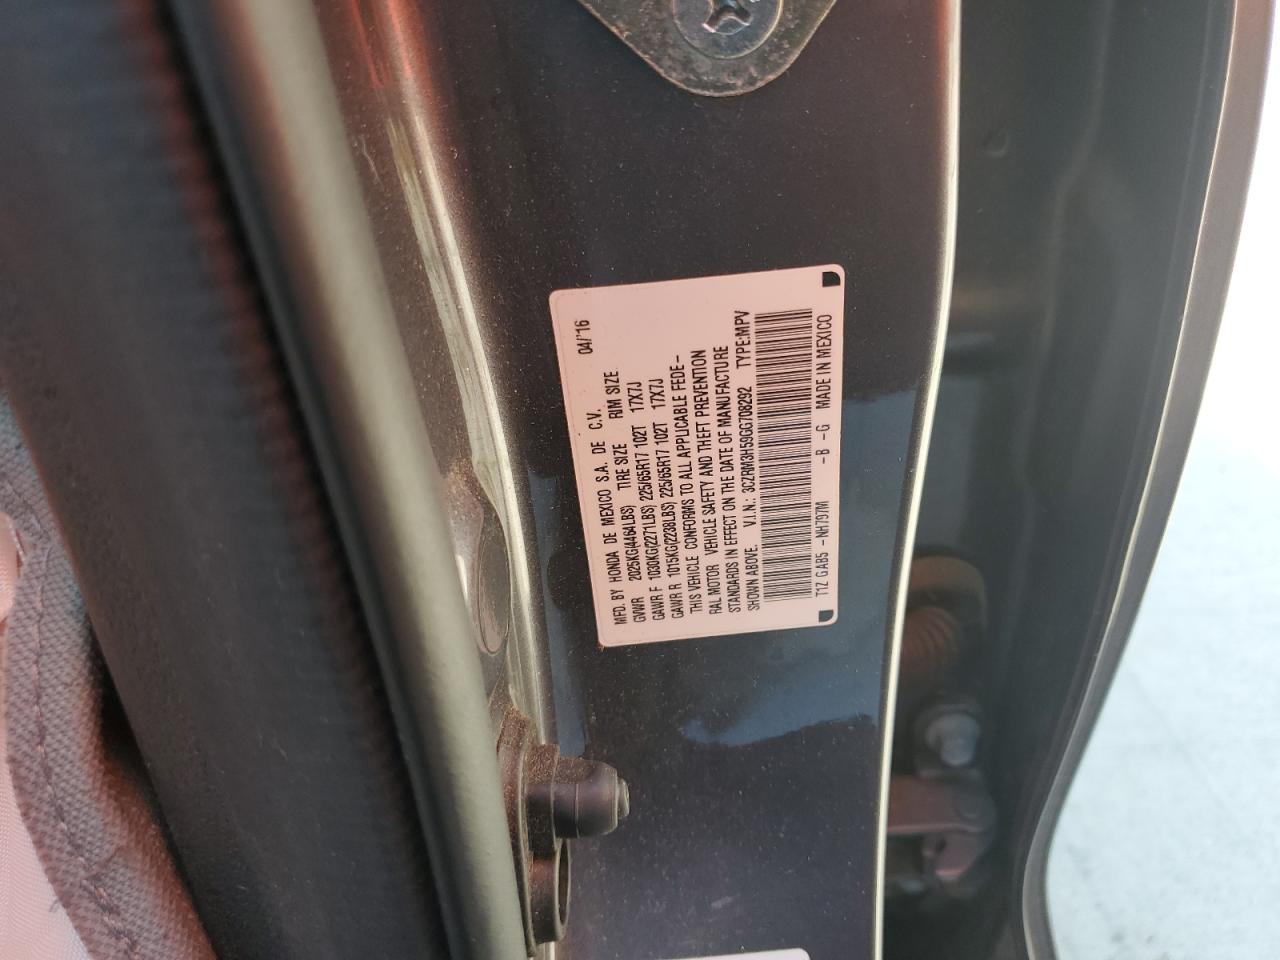 MFD. BY HONDA DE MEXICO S.A. DE C.V. 04/'16
GVWR 2025KG(4464LBS) TIRE SIZE RIM SIZE
GAWR F 1030KG(2271LBS) 225/65R17 102T 17X7J
GAWR R 1015KG(2238LBS) 225/65R17 102T 17X7J
THIS VEHICLE CONFORMS TO ALL APPLICABLE FEDE-
RAL MOTOR VEHICLE SAFETY AND THEFT PREVENTION
STANDARDS IN EFFECT ON THE DATE OF MANUFACTURE
SHOWN ABOVE. V.I.N.: 3CZRM3H59GG708292 TYPE:MPV
T1Z GAB5 -NH797M -B -G MADE IN MEXICO